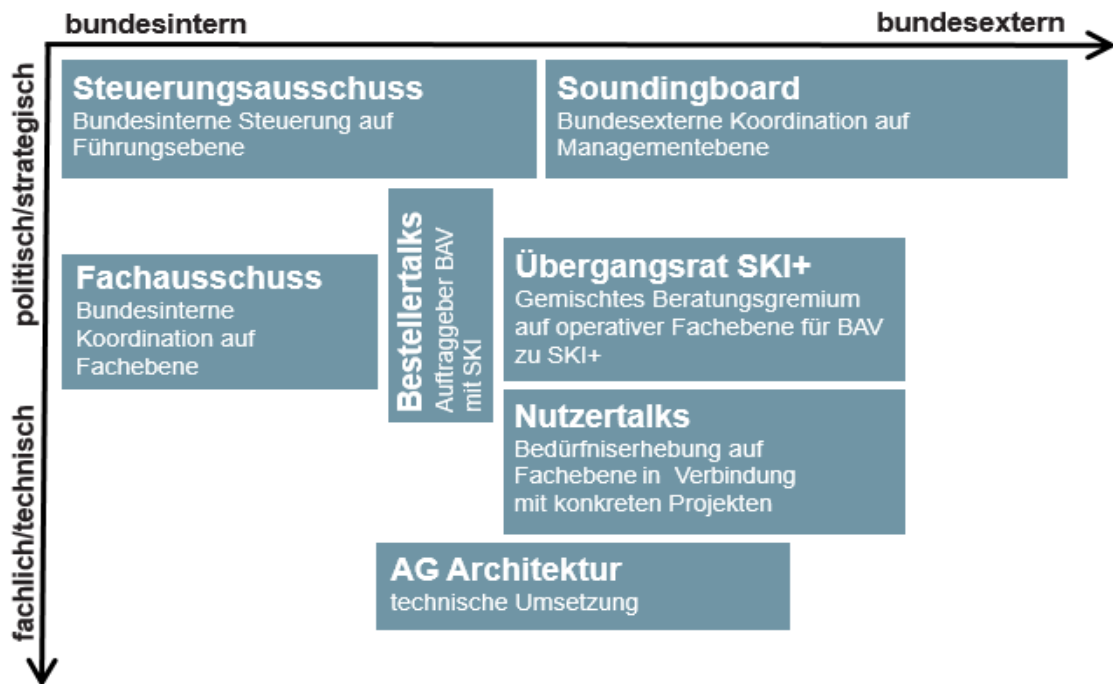 bundesintern
bundesextern
politisch/strategisch
fachlich/technisch
Steuerungsausschuss
Bundesinterne Steuerung auf
Führungsebene
Soundingboard
Bundesexterne Koordination auf
Managementebene
Fachausschuss
Bundesinterne
Koordination auf
Fachebene
Bestellertalks
Auftraggeber BAV
mit SKI
Übergangsrat SKI+
Gemischtes Beratungsgremium
auf operativer Fachebene für BAV
zu SKI+
Nutzertalks
Bedürfniserhebung auf
Fachebene in Verbindung
mit konkreten Projekten
AG Architektur
technische Umsetzung